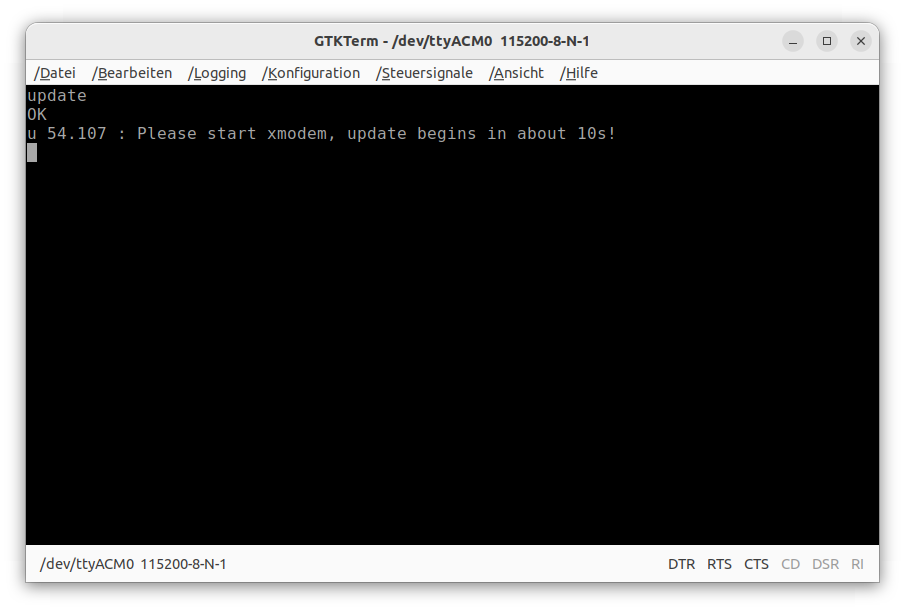 GTKTerm - /dev/ttyACM0 115200-8-N-1
/Datei /Bearbeiten /Logging /Konfiguration /Steuersignale /Ansicht /Hilfe
update
OK
u 54.107 : Please start xmodem, update begins in about 10s!
/dev/ttyACM0 115200-8-N-1 DTR RTS CTS CD DSR RI